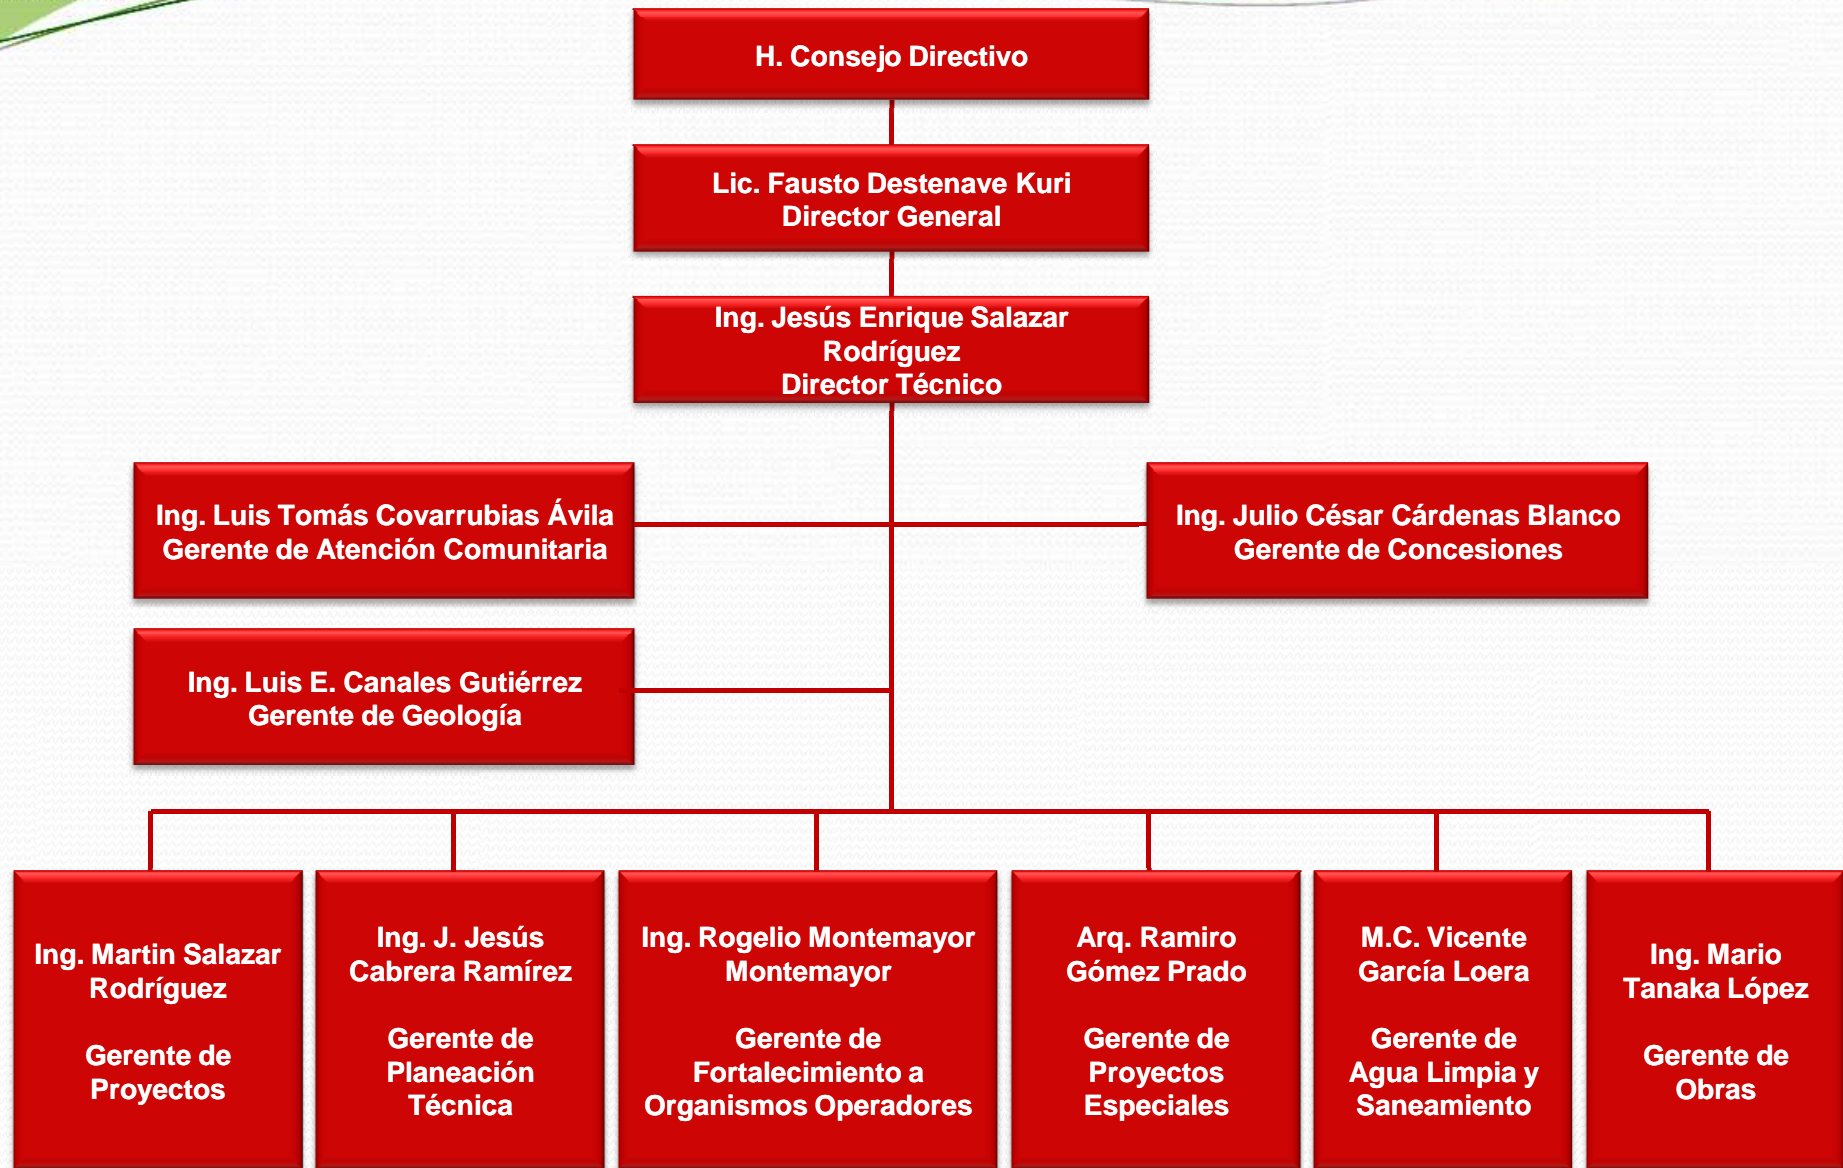 H. Consejo Directivo
Lic. Fausto Destenave Kuri
Director General
Ing. Jesús Enrique Salazar
Rodríguez
Director Técnico
Ing. Luis Tomás Covarrubias Ávila
Gerente de Atención Comunitaria
Ing. Julio César Cárdenas Blanco
Gerente de Concesiones
Ing. Luis E. Canales Gutiérrez
Gerente de Geología
Ing. Martin Salazar
Rodríguez
Gerente de
Proyectos
Ing. J. Jesús
Cabrera Ramírez
Gerente de
Planeación
Técnica
Ing. Rogelio Montemayor
Montemayor
Gerente de
Fortalecimiento a
Organismos Operadores
Arq. Ramiro
Gómez Prado
Gerente de
Proyectos
Especiales
M.C. Vicente
García Loera
Gerente de
Agua Limpia y
Saneamiento
Ing. Mario
Tanaka López
Gerente de
Obras